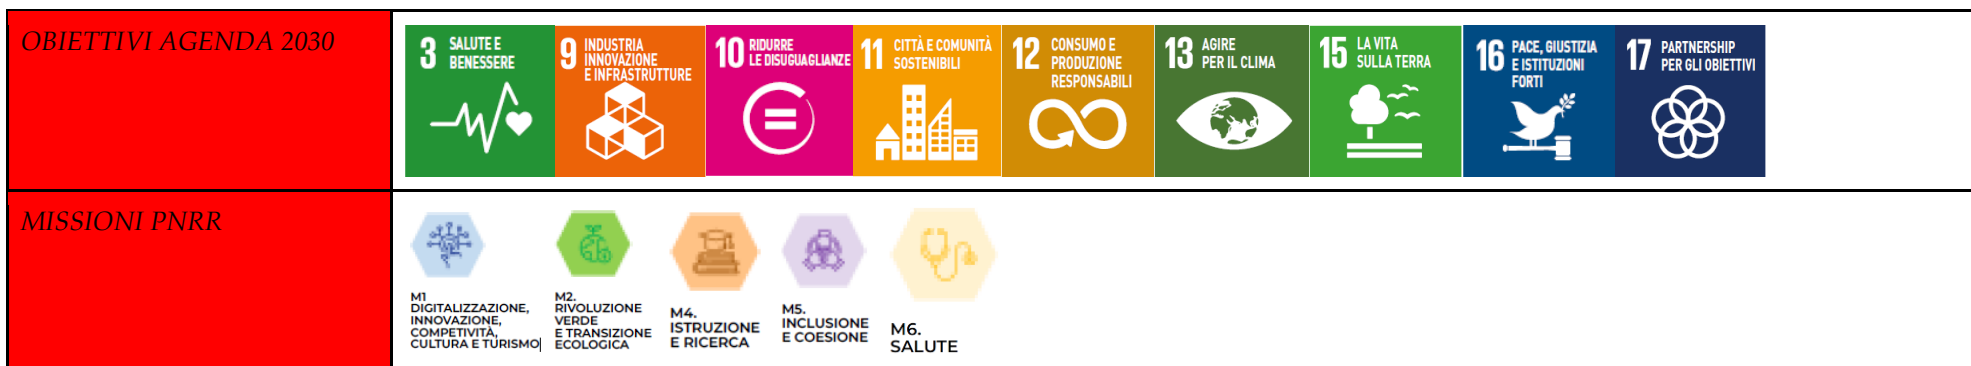 OBIETTIVI AGENDA 2030
3 SALUTE E
BENESSERE
9 INDUSTRIA
INNOVAZIONE
E INFRASTRUTTURE
10 RIDURRE
LE DISUGUAGLIANZE
11 CITTÀ E COMUNITÀ
SOSTENIBILI
12 CONSUMO E
PRODUZIONE
RESPONSABILI
13 AGIRE
PER IL CLIMA
15 LA VITA
SULLA TERRA
16 PACE, GIUSTIZIA
E ISTITUZIONI
FORTI
17 PARTNERSHIP
PER GLI OBIETTIVI
MISSIONI PNRR
M1
DIGITALIZZAZIONE,
INNOVAZIONE,
COMPETIVITÀ,
CULTURA E TURISMO
M2.
RIVOLUZIONE
VERDE
E TRANSIZIONE
ECOLOGICA
M4.
ISTRUZIONE
E RICERCA
M5.
INCLUSIONE
E COESIONE
M6.
SALUTE